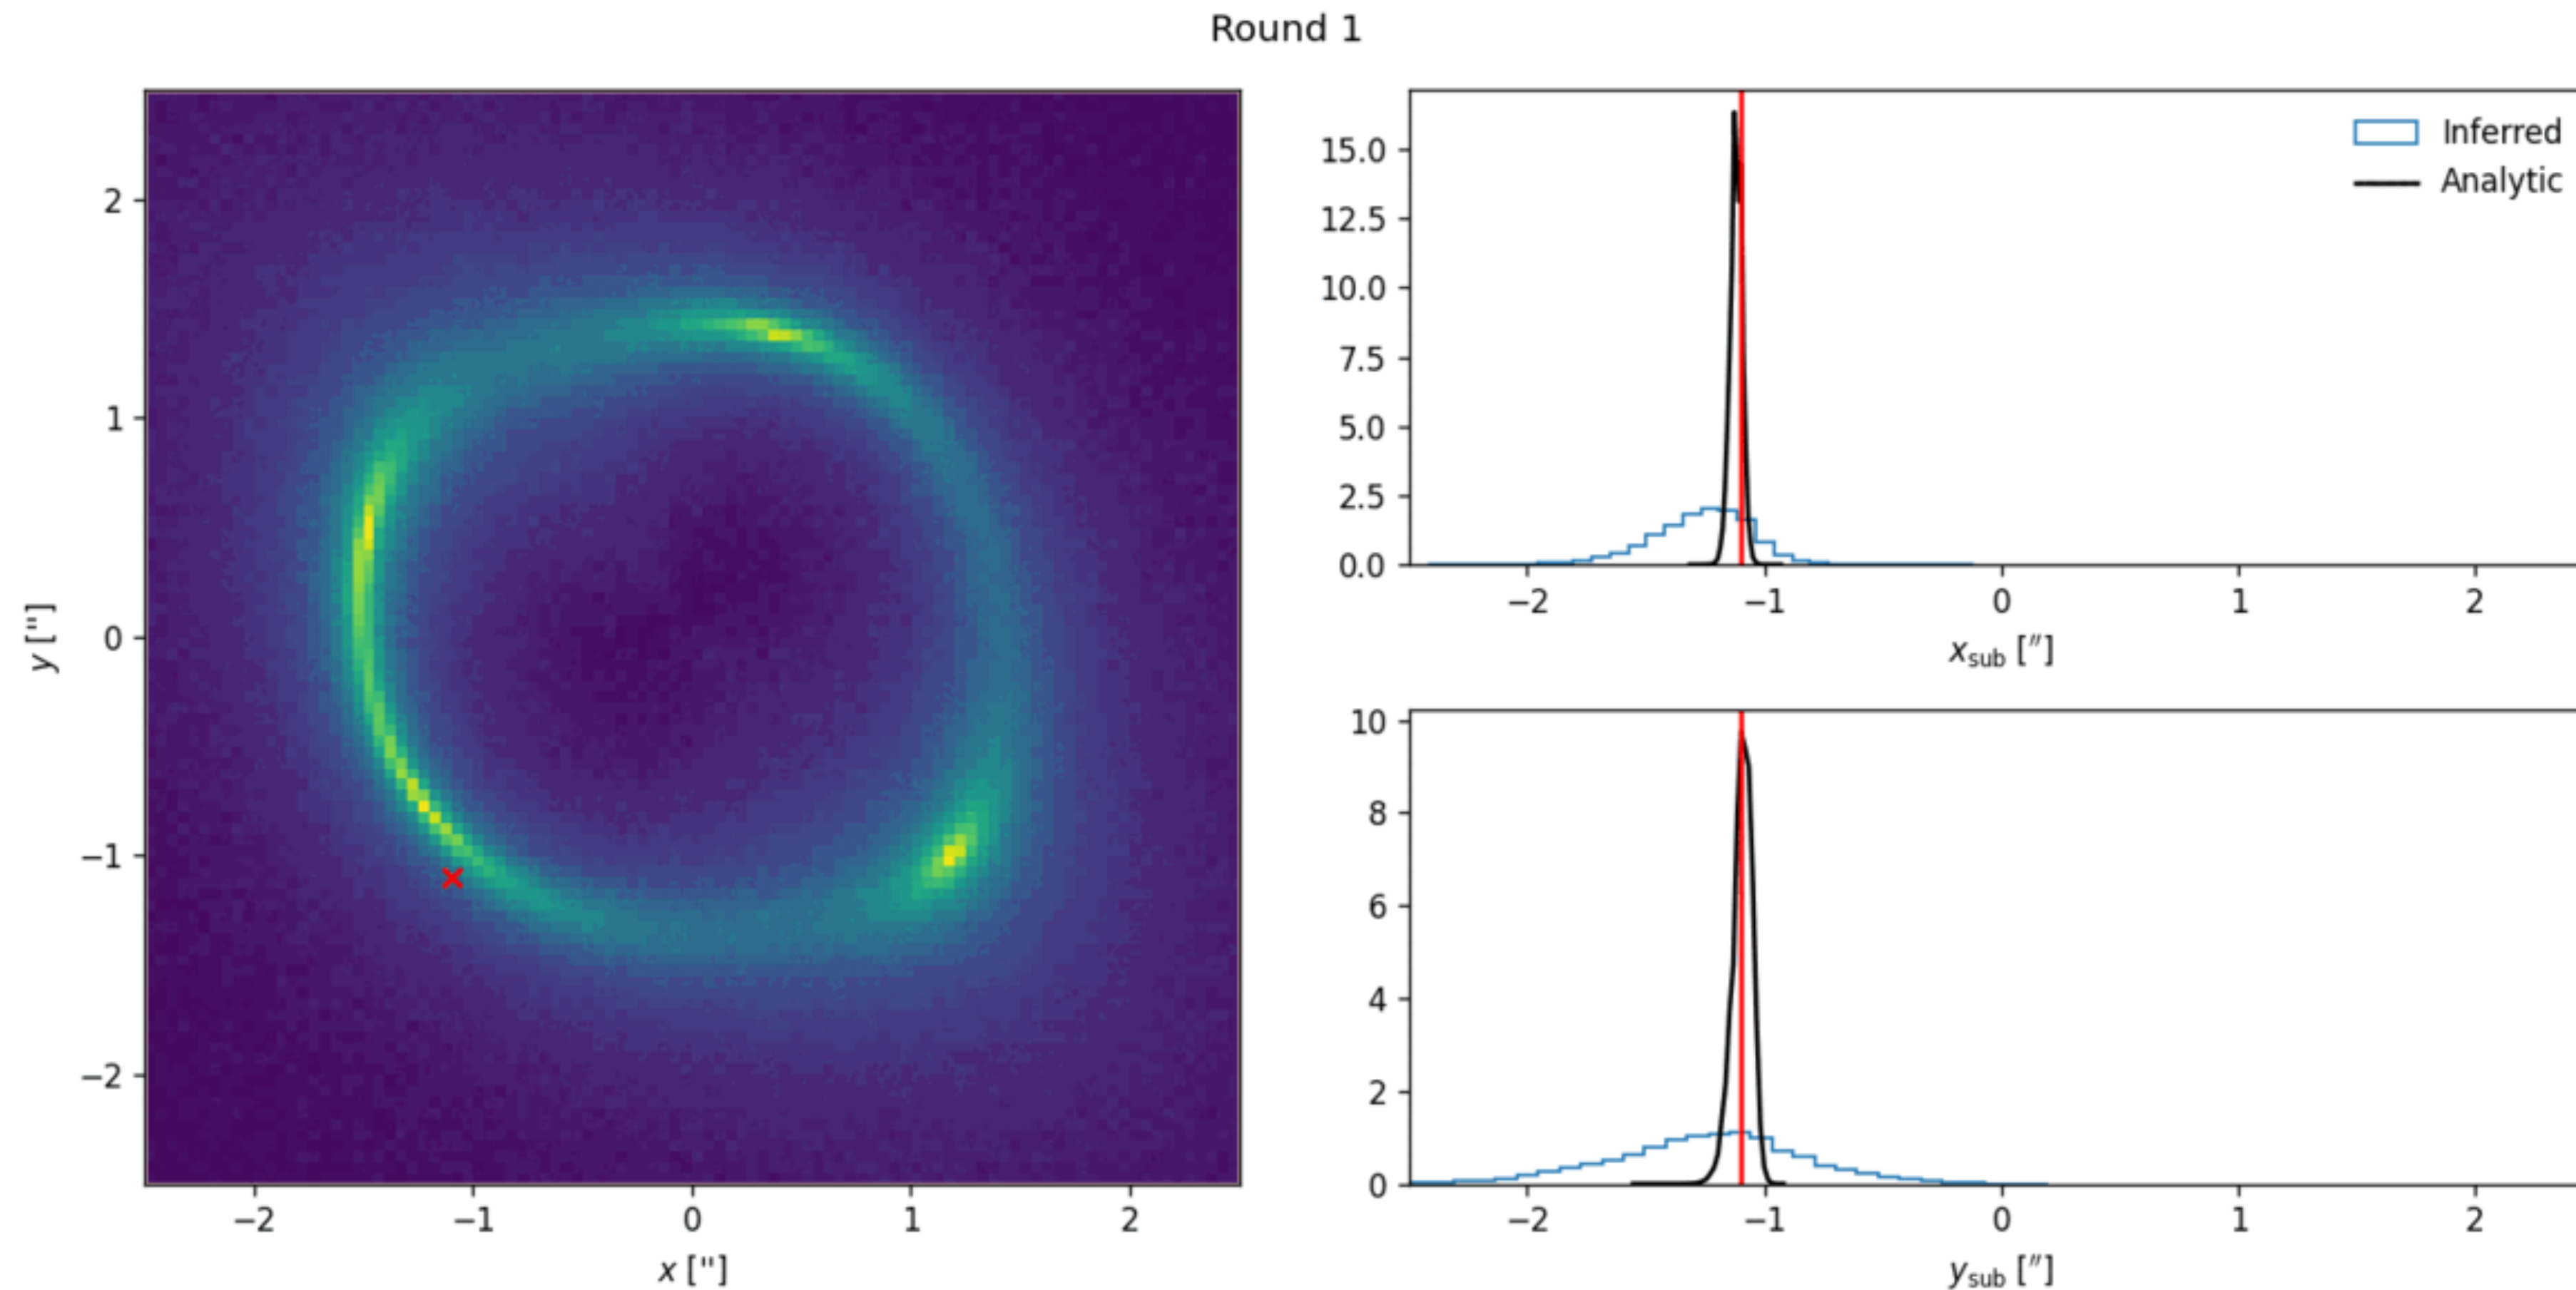 Round 1
y ["]
2
1
0
−1
−2
−2 −1 0 1 2
x ["]
15.0
12.5
10.0
7.5
5.0
2.5
0.0
Inferred
Analytic
−2 −1 0 1 2
x_sub [″]
10
8
6
4
2
0
−2 −1 0 1 2
y_sub [″]